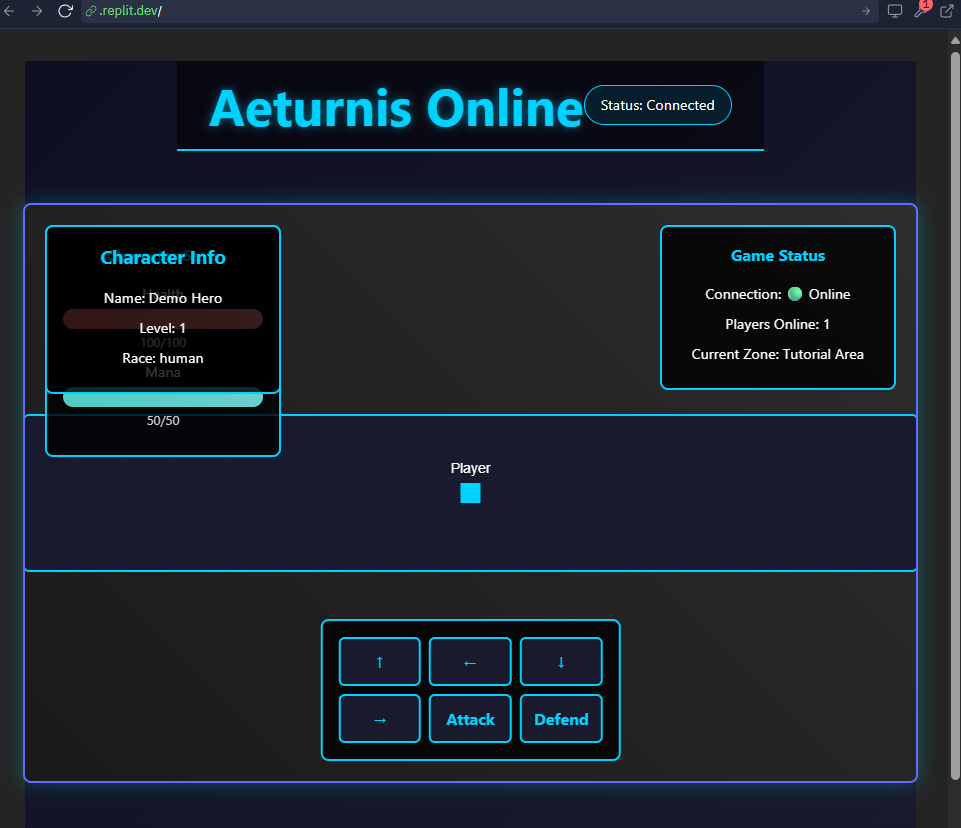 .replit.dev/
1
Aeturnis Online
Status: Connected
Character Info
Health
Name: Demo Hero
Level: 1
100/100
Race: human
Mana
50/50
Game Status
Connection: Online
Players Online: 1
Current Zone: Tutorial Area
Player
↑ ← ↓
→ Attack Defend